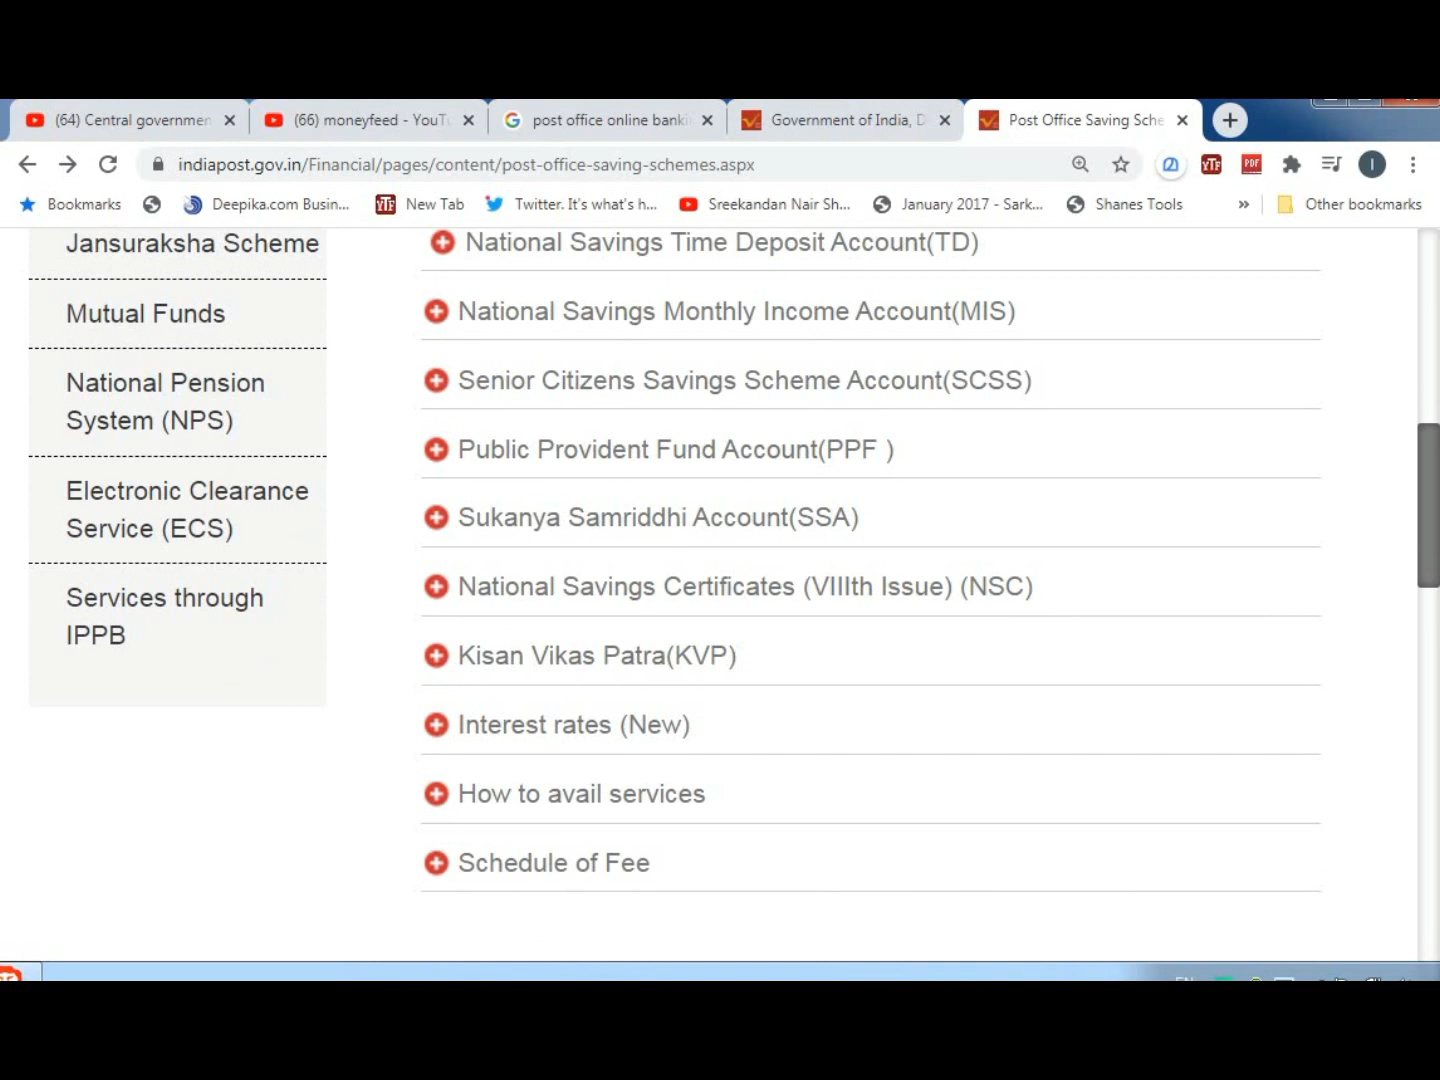 (64) Central governmen
(66) moneyfeed - YouTu
post office online banki
Government of India, D
Post Office Saving Sche
indiapost.gov.in/Financial/pages/content/post-office-saving-schemes.aspx
YTF
PDF
I
Bookmarks
Deepika.com Busin...
YTF
New Tab
Twitter. It's what's h...
Sreekandan Nair Sh...
January 2017 - Sark...
Shanes Tools
»
Other bookmarks
Jansuraksha Scheme
Mutual Funds
National Pension
System (NPS)
Electronic Clearance
Service (ECS)
Services through
IPPB
National Savings Time Deposit Account(TD)
National Savings Monthly Income Account(MIS)
Senior Citizens Savings Scheme Account(SCSS)
Public Provident Fund Account(PPF )
Sukanya Samriddhi Account(SSA)
National Savings Certificates (VIIIth Issue) (NSC)
Kisan Vikas Patra(KVP)
Interest rates (New)
How to avail services
Schedule of Fee